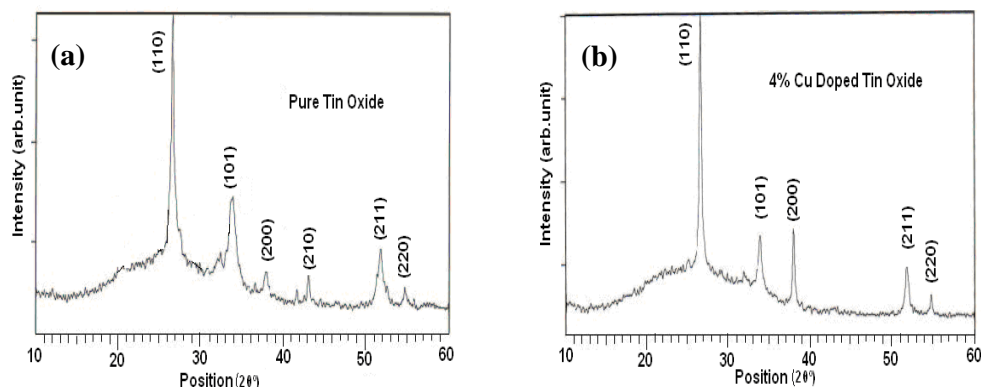 (a)
Pure Tin Oxide
(110)
(101)
(200)
(210)
(211)
(220)
Intensity (arb.unit)
10 20 30 40 50 60
Position (2θ°)
(b)
4% Cu Doped Tin Oxide
(110)
(101)
(200)
(211)
(220)
Intensity (arb.unit)
10 20 30 40 50 60
Position (2θ°)